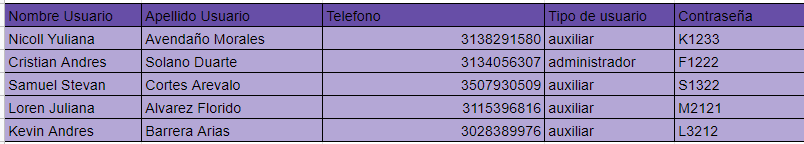 Nombre Usuario Apellido Usuario Telefono Tipo de usuario Contraseña
Nicoll Yuliana Avendaño Morales 3138291580 auxiliar K1233
Cristian Andres Solano Duarte 3134056307 administrador F1222
Samuel Stevan Cortes Arevalo 3507930509 auxiliar S1322
Loren Juliana Alvarez Florido 3115396816 auxiliar M2121
Kevin Andres Barrera Arias 3028389976 auxiliar L3212